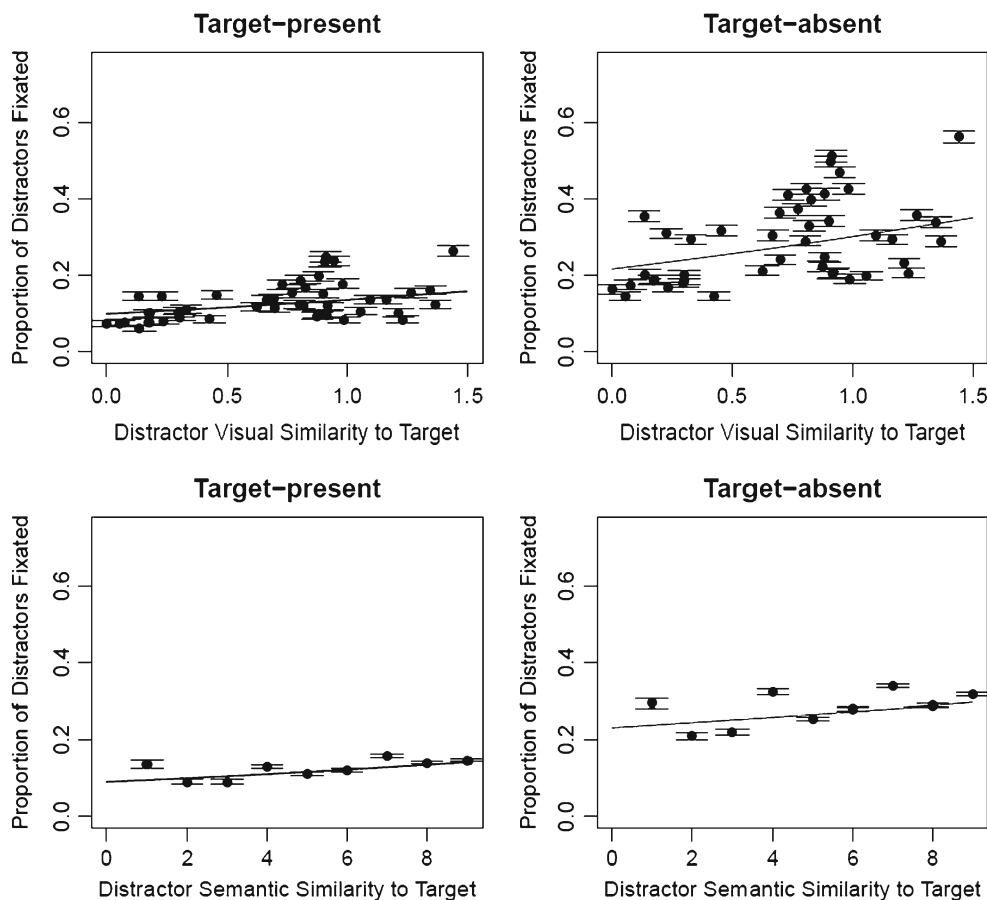 Target−present
Proportion of Distractors Fixated
0.0 0.2 0.4 0.6
0.0 0.5 1.0 1.5
Distractor Visual Similarity to Target
Target−absent
Proportion of Distractors Fixated
0.0 0.2 0.4 0.6
0.0 0.5 1.0 1.5
Distractor Visual Similarity to Target
Target−present
Proportion of Distractors Fixated
0.0 0.2 0.4 0.6
0 2 4 6 8
Distractor Semantic Similarity to Target
Target−absent
Proportion of Distractors Fixated
0.0 0.2 0.4 0.6
0 2 4 6 8
Distractor Semantic Similarity to Target